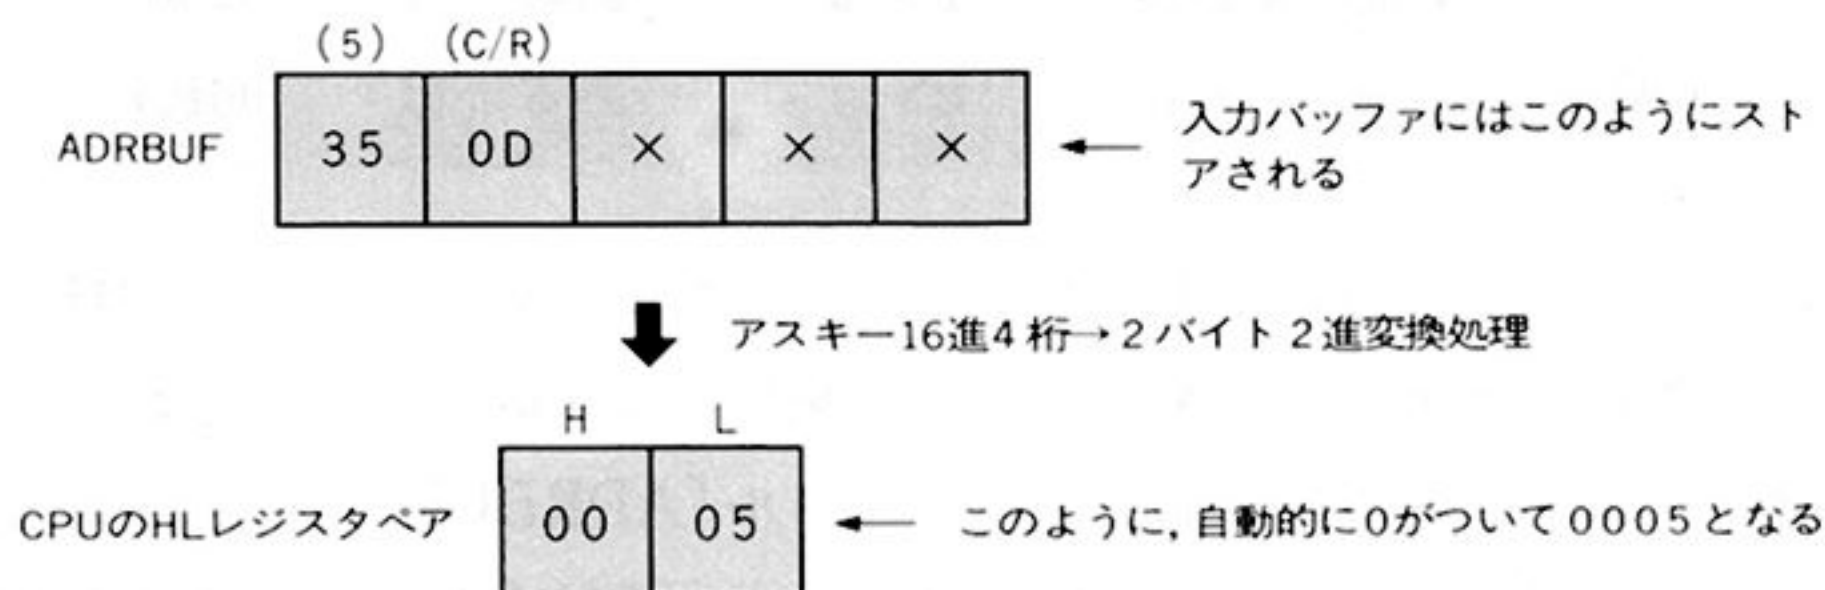 (5) (C/R)
ADRBUF 35 0D × × × ← 入力バッファにはこのようにスト
アされる
アスキー16進4桁→2バイト2進変換処理
H L
CPUのHLレジスタペア 00 05 ← このように,自動的に0がついて0005となる